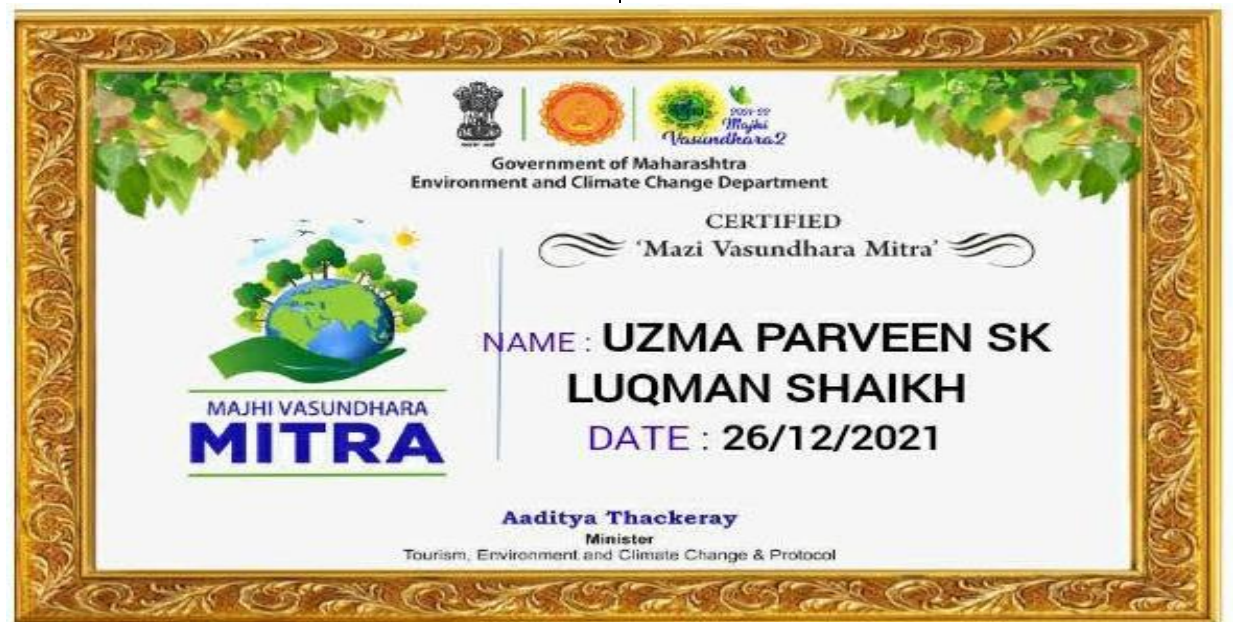 2021-22
Majhi
Vasundhara2
Government of Maharashtra
Environment and Climate Change Department
CERTIFIED
'Mazi Vasundhara Mitra'
NAME : UZMA PARVEEN SK
LUQMAN SHAIKH
DATE : 26/12/2021
MAJHI VASUNDHARA
MITRA
Aaditya Thackeray
Minister
Tourism, Environment and Climate Change & Protocol